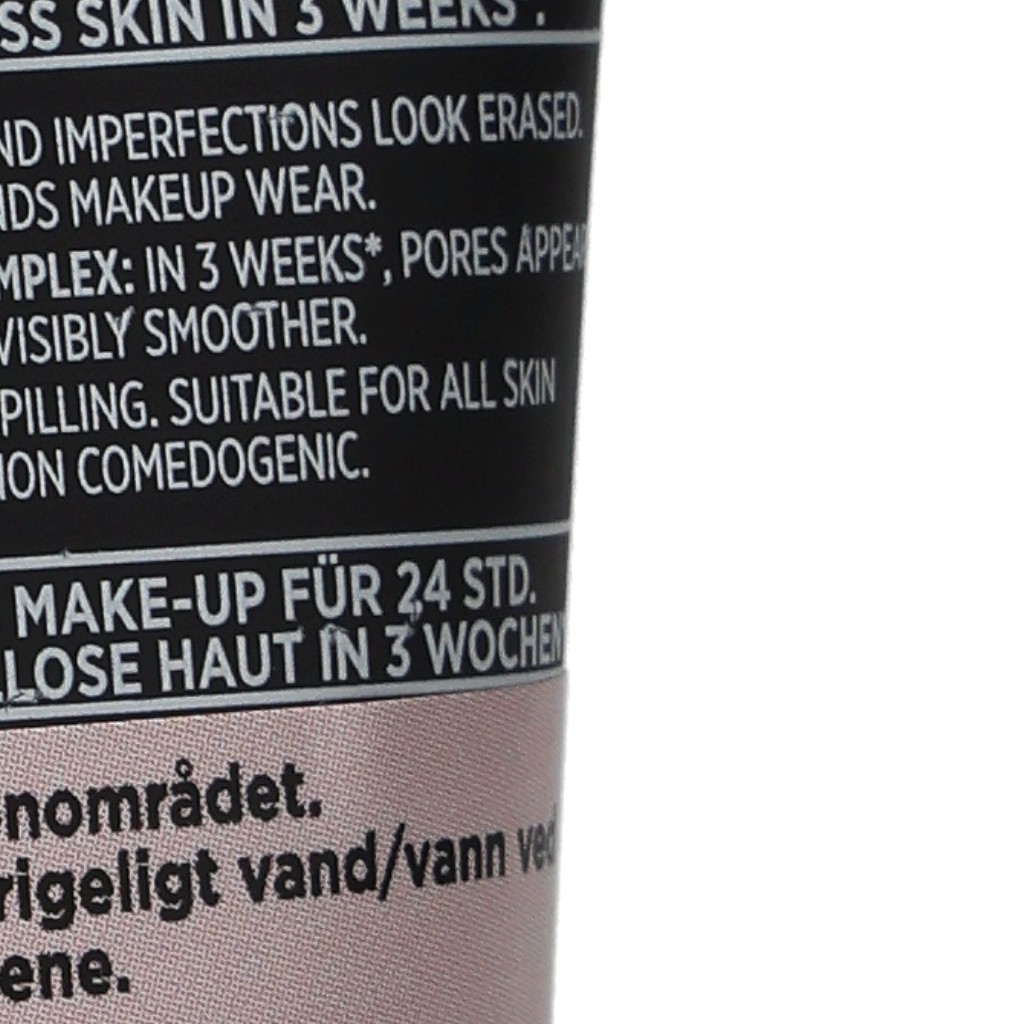 SS SKIN IN 3 WEEKS*.
ND IMPERFECTIONS LOOK ERASED.
NDS MAKEUP WEAR.
MPLEX: IN 3 WEEKS*, PORES APPEAR
VISIBLY SMOOTHER.
PILLING. SUITABLE FOR ALL SKIN
ION COMEDOGENIC.
MAKE-UP FÜR 24 STD.
LLOSE HAUT IN 3 WOCHEN
nområdet.
rigeligt vand/vann ved
ene.